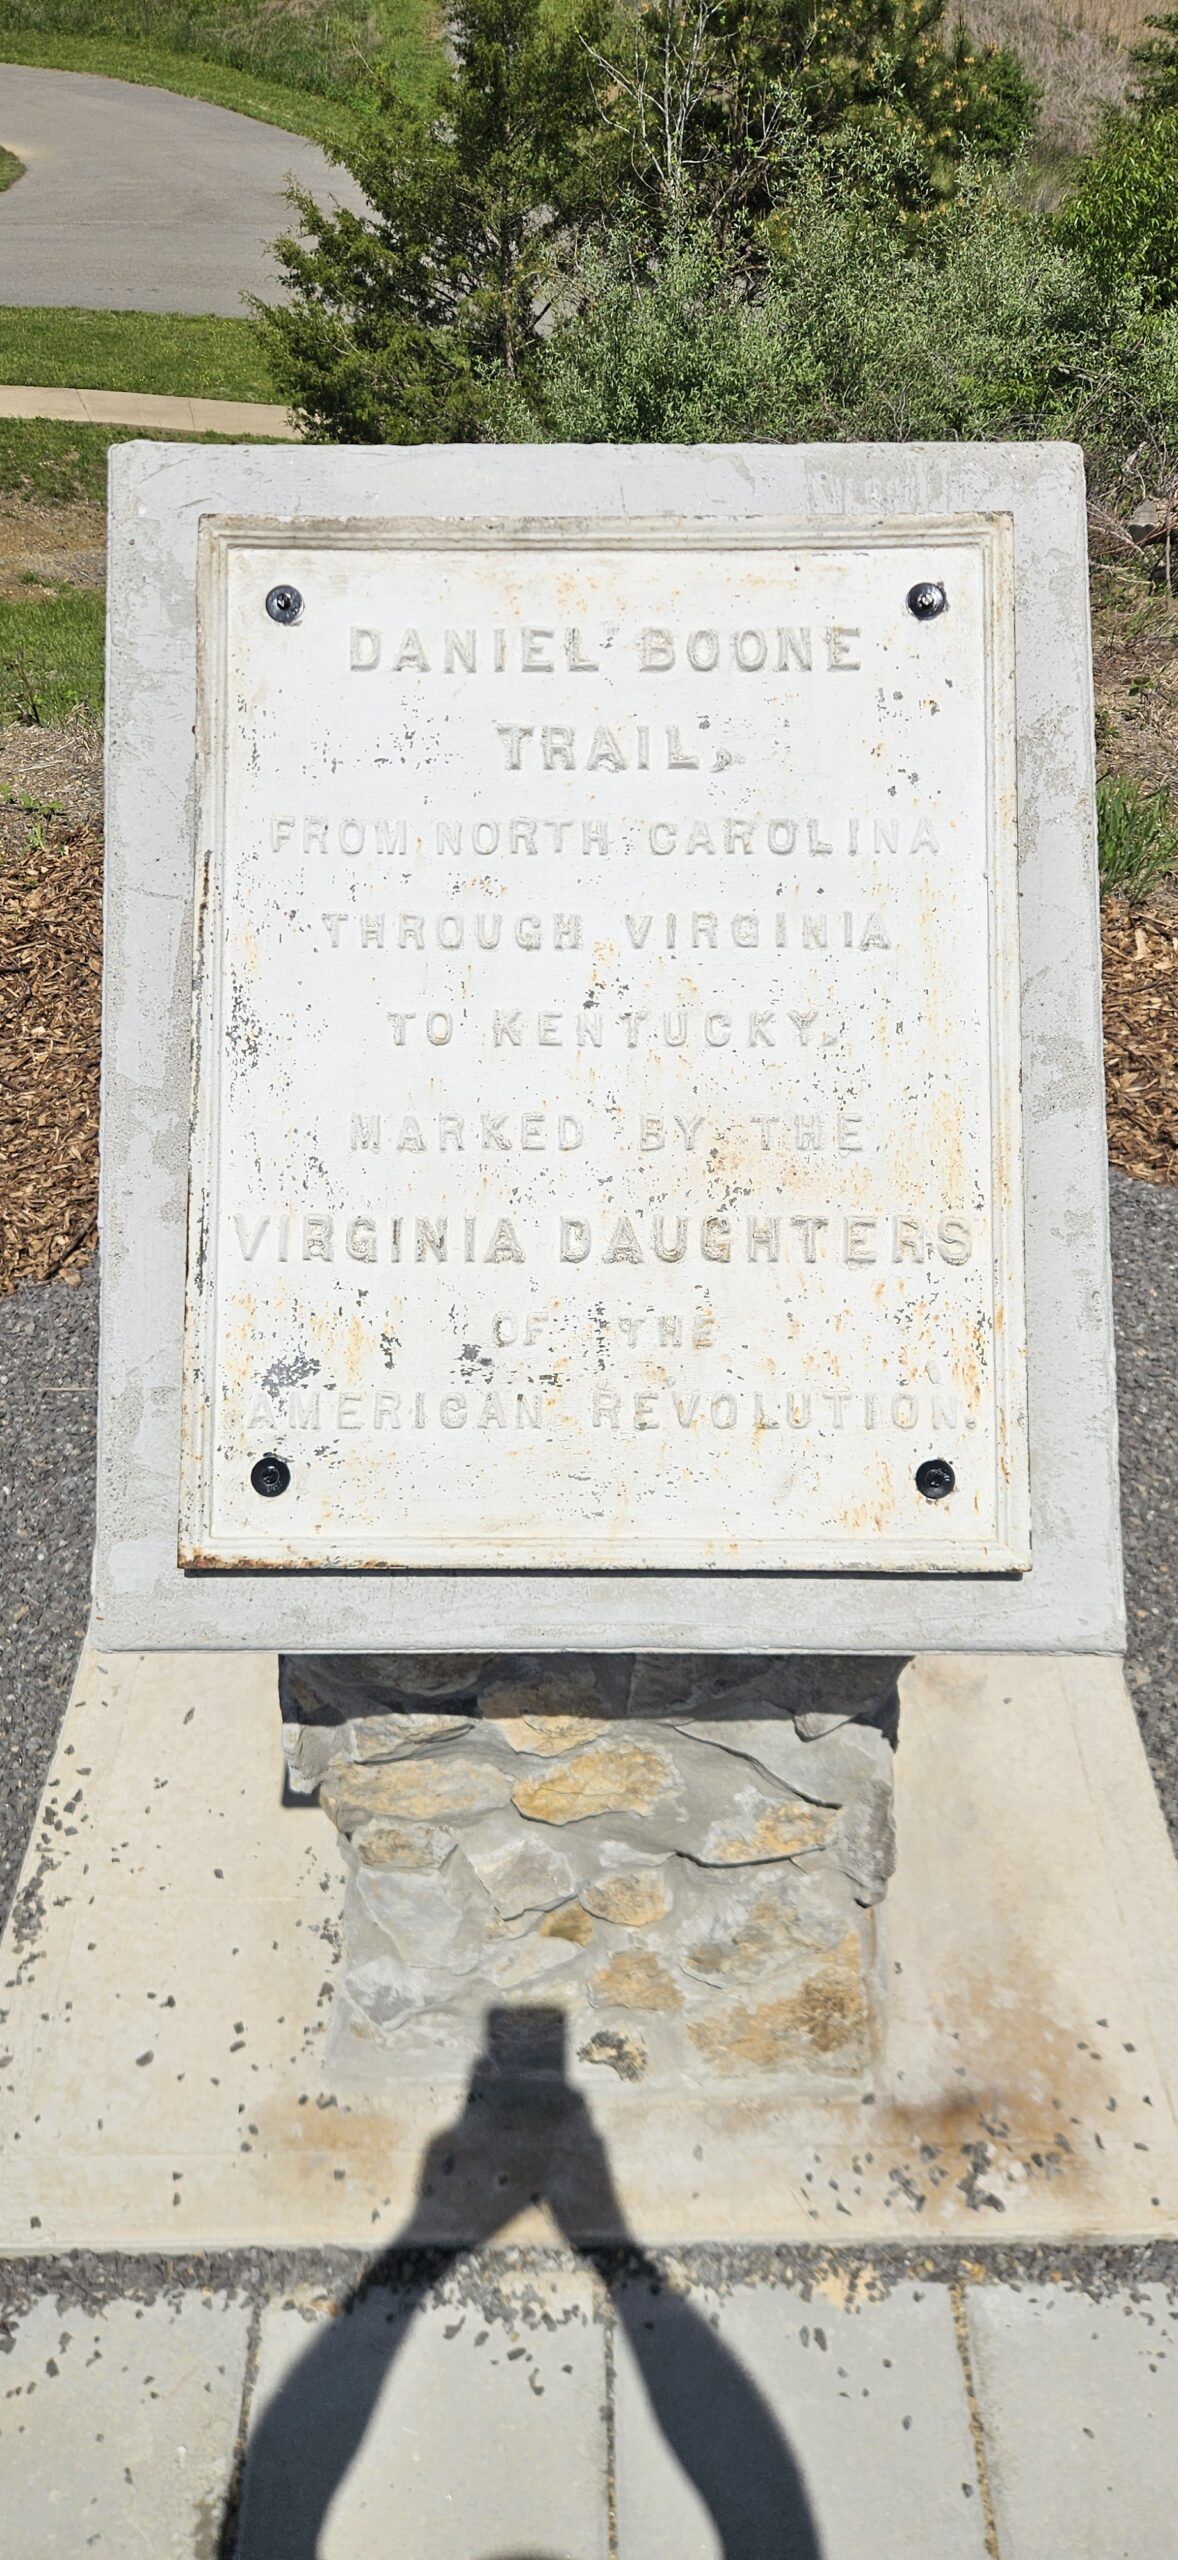 DANIEL BOONE
TRAIL,
FROM NORTH CAROLINA
THROUGH VIRGINIA
TO KENTUCKY.
MARKED BY THE
VIRGINIA DAUGHTERS
OF THE
AMERICAN REVOLUTION.